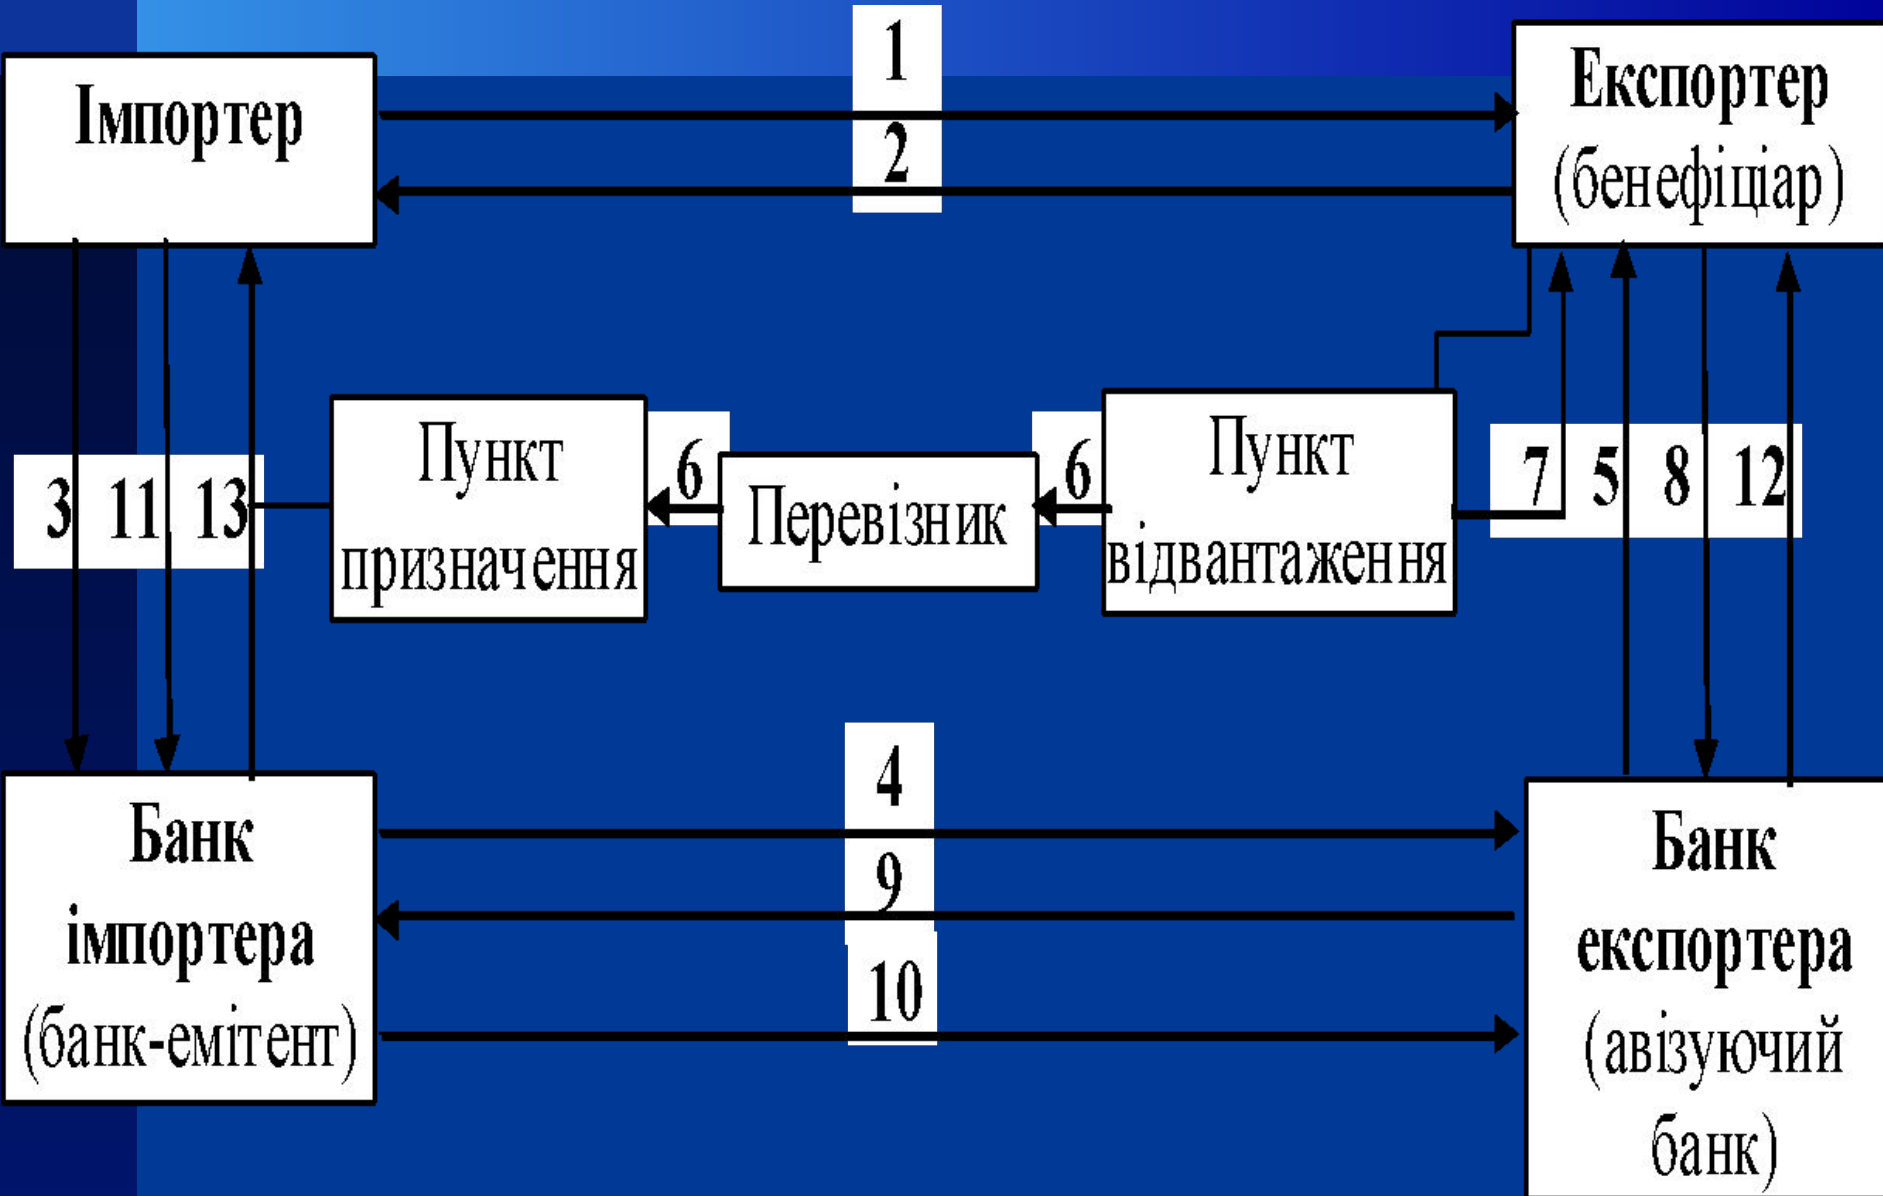 1
2
Імпортер
Експортер
(бенефіціар)
3
11
13
Пункт
призначення
6
Перевізник
6
Пункт
відвантаження
7
5
8
12
4
9
10
Банк
імпортера
(банк-емітент)
Банк
експортера
(авізуючий
банк)